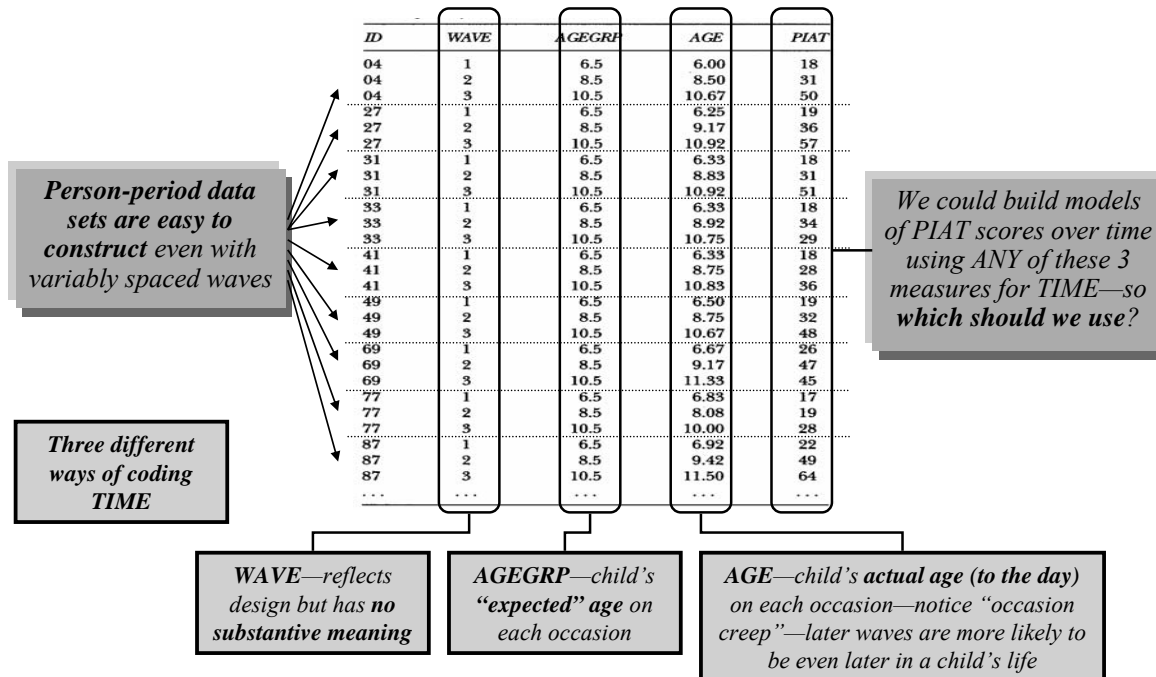 ID WAVE AGEGRP AGE PIAT
04 1 6.5 6.00 18
04 2 8.5 8.50 31
04 3 10.5 10.67 50
27 1 6.5 6.25 19
27 2 8.5 9.17 36
27 3 10.5 10.92 57
31 1 6.5 6.33 18
31 2 8.5 8.83 31
31 3 10.5 10.92 51
33 1 6.5 6.33 18
33 2 8.5 8.92 34
33 3 10.5 10.75 29
41 1 6.5 6.33 18
41 2 8.5 8.75 28
41 3 10.5 10.83 36
49 1 6.5 6.50 19
49 2 8.5 8.75 32
49 3 10.5 10.67 48
69 1 6.5 6.67 26
69 2 8.5 9.17 47
69 3 10.5 11.33 45
77 1 6.5 6.83 17
77 2 8.5 8.08 19
77 3 10.5 10.00 28
87 1 6.5 6.92 22
87 2 8.5 9.42 49
87 3 10.5 11.50 64
... ... ... ... ...
Person-period data
sets are easy to
construct even with
variably spaced waves
We could build models
of PIAT scores over time
using ANY of these 3
measures for TIME—so
which should we use?
Three different
ways of coding
TIME
WAVE—reflects
design but has no
substantive meaning
AGEGRP—child's
“expected” age on
each occasion
AGE—child's actual age (to the day)
on each occasion—notice “occasion
creep”—later waves are more likely to
be even later in a child's life